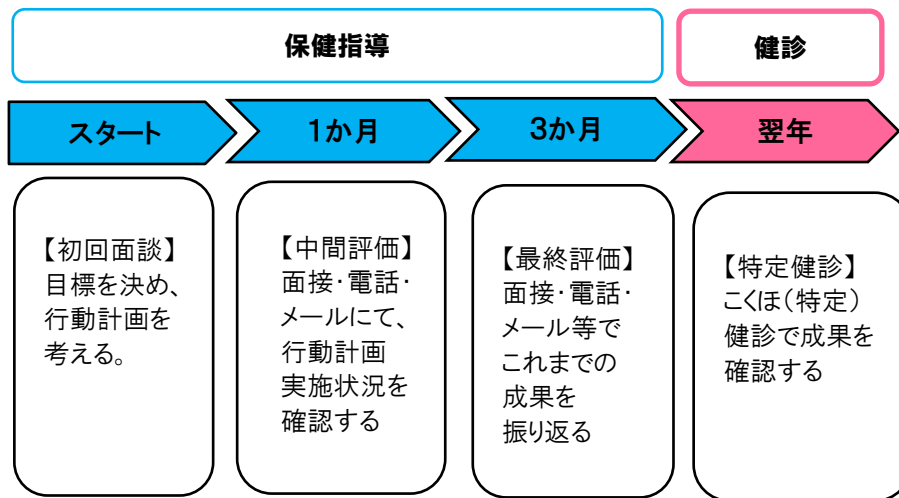 保健指導
健診
スタート
1か月
3か月
翌年
【初回面談】
目標を決め、
行動計画を
考える。
【中間評価】
面接・電話・
メールにて、
行動計画
実施状況を
確認する
【最終評価】
面接・電話・
メール等で
これまでの
成果を
振り返る
【特定健診】
こくほ(特定)
健診で成果を
確認する